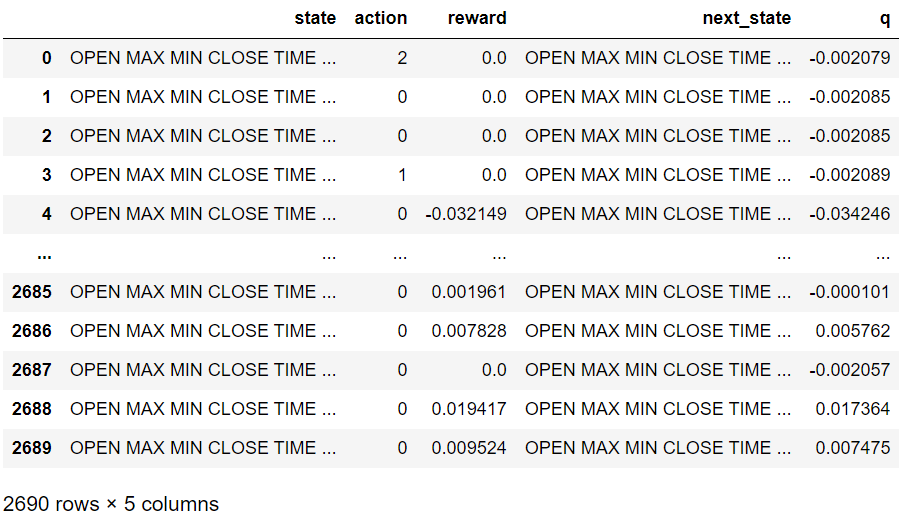 state action reward next_state q
0 OPEN MAX MIN CLOSE TIME ... 2 0.0 OPEN MAX MIN CLOSE TIME ... -0.002079
1 OPEN MAX MIN CLOSE TIME ... 0 0.0 OPEN MAX MIN CLOSE TIME ... -0.002085
2 OPEN MAX MIN CLOSE TIME ... 0 0.0 OPEN MAX MIN CLOSE TIME ... -0.002085
3 OPEN MAX MIN CLOSE TIME ... 1 0.0 OPEN MAX MIN CLOSE TIME ... -0.002089
4 OPEN MAX MIN CLOSE TIME ... 0 -0.032149 OPEN MAX MIN CLOSE TIME ... -0.034246
... ... ... ... ... ...
2685 OPEN MAX MIN CLOSE TIME ... 0 0.001961 OPEN MAX MIN CLOSE TIME ... -0.000101
2686 OPEN MAX MIN CLOSE TIME ... 0 0.007828 OPEN MAX MIN CLOSE TIME ... 0.005762
2687 OPEN MAX MIN CLOSE TIME ... 0 0.0 OPEN MAX MIN CLOSE TIME ... -0.002057
2688 OPEN MAX MIN CLOSE TIME ... 0 0.019417 OPEN MAX MIN CLOSE TIME ... 0.017364
2689 OPEN MAX MIN CLOSE TIME ... 0 0.009524 OPEN MAX MIN CLOSE TIME ... 0.007475
2690 rows × 5 columns